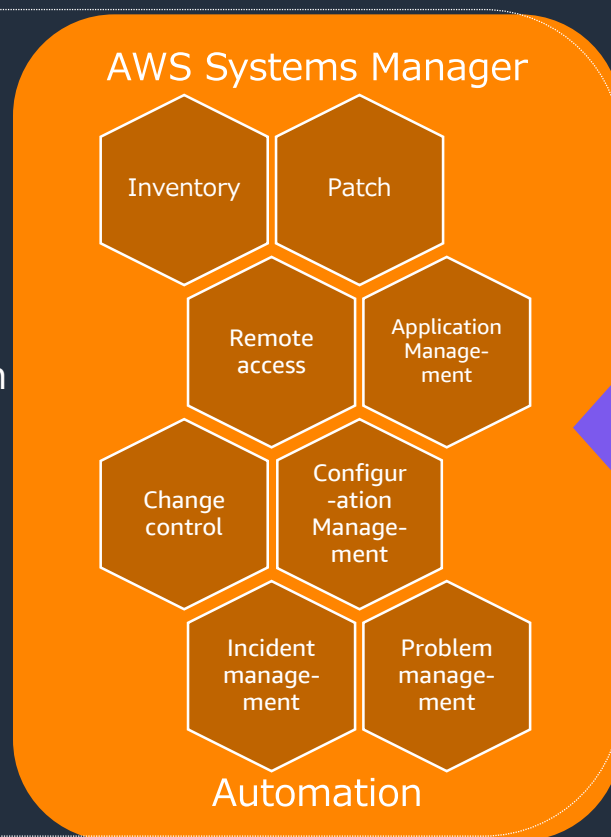 AWS Systems Manager
Inventory
Patch
Remote
access
Application
Manage-
ment
Change
control
Configur
-ation
Manage-
ment
Incident
manage-
ment
Problem
manage-
ment
Automation